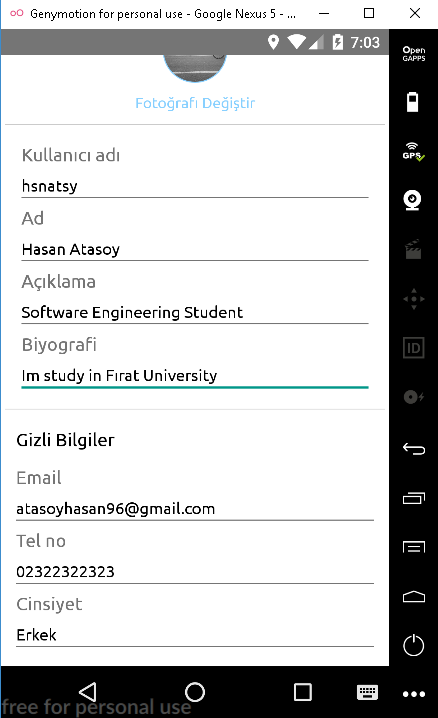 Genymotion for personal use - Google Nexus 5 - ...
7:03
Open
GAPPS
Fotoğrafı Değiştir
GPS
Kullanıcı adı
hsnatsy
Ad
Hasan Atasoy
Açıklama
Software Engineering Student
Biyografi
Im study in Fırat University
ID
Gizli Bilgiler
Email
atasoyhasan96@gmail.com
Tel no
02322322323
Cinsiyet
Erkek
free for personal use